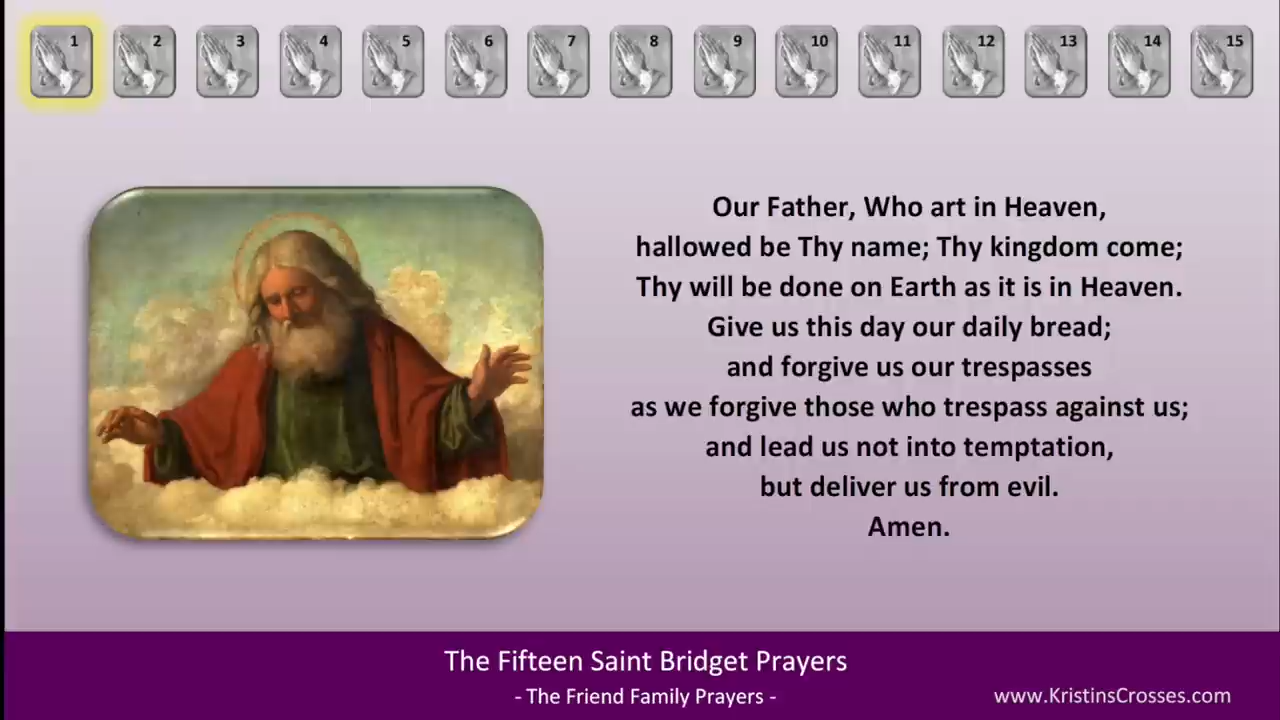 1 2 3 4 5 6 7 8 9 10 11 12 13 14 15
Our Father, Who art in Heaven,
hallowed be Thy name; Thy kingdom come;
Thy will be done on Earth as it is in Heaven.
Give us this day our daily bread;
and forgive us our trespasses
as we forgive those who trespass against us;
and lead us not into temptation,
but deliver us from evil.
Amen.
The Fifteen Saint Bridget Prayers
- The Friend Family Prayers -
www.KristinsCrosses.com